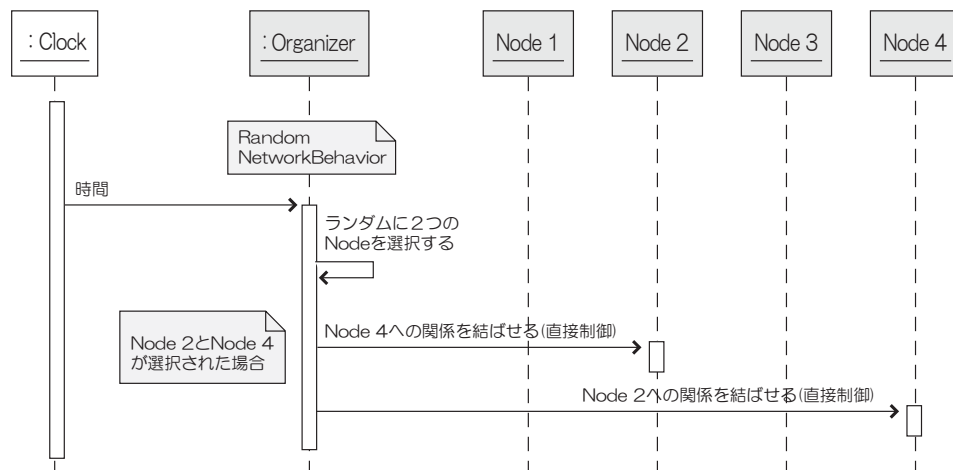 : Clock
: Organizer
Node 1
Node 2
Node 3
Node 4
Random
NetworkBehavior
時間
ランダムに２つの
Nodeを選択する
Node 2とNode 4
が選択された場合
Node 4への関係を結ばせる(直接制御)
Node 2への関係を結ばせる(直接制御)